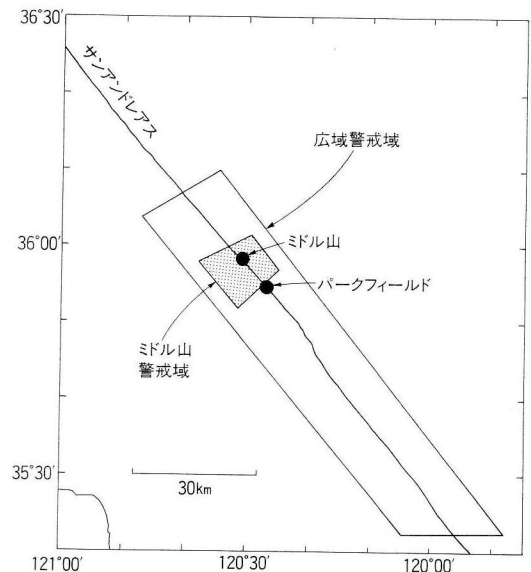 36°30′
サンアンドレアス
広域警戒域
36°00′
ミドル山
パークフィールド
ミドル山
警戒域
35°30′
30km
121°00′
120°30′
120°00′